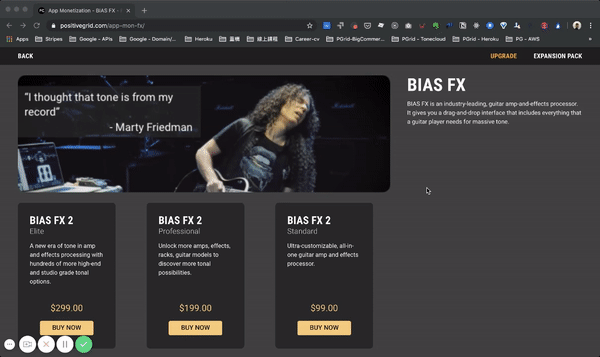 App Monetization - BIAS FX - 
positivegrid.com/app-mon-fx/
Apps
Stripes
Google - APIs
Google - Domain/...
Heroku
Career-cv
PGrid-BigCommer...
PGrid - Tonecloud
PGrid - Heroku
PG - AWS
BACK
UPGRADE
EXPANSION PACK
“I thought that tone is from my
record”
- Marty Friedman
BIAS FX
BIAS FX is an industry-leading, guitar amp-and-effects processor.
It gives you a drag-and-drop interface that includes everything that
a guitar player needs for massive tone.
BIAS FX 2
Elite
A new era of tone in amp
and effects processing with
hundreds of more high-end
and studio grade tonal
options.
$299.00
BUY NOW
BIAS FX 2
Professional
Unlock more amps, effects,
racks, guitar models to
discover more tonal
possibilities.
$199.00
BUY NOW
BIAS FX 2
Standard
Ultra-customizable, all-in-
one guitar amp and effects
processor.
$99.00
BUY NOW